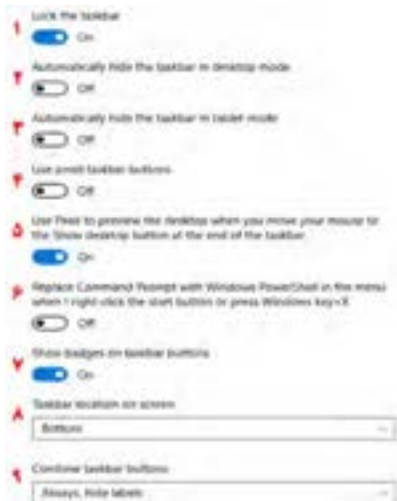 ۱ Lock the taskbar
On
۲ Automatically hide the taskbar in desktop mode
Off
۳ Automatically hide the taskbar in tablet mode
Off
۴ Use small taskbar buttons
Off
۵ Use Peek to preview the desktop when you move your mouse to
the Show desktop button at the end of the taskbar
On
۶ Replace Command Prompt with Windows PowerShell in the menu
when I right-click the start button or press Windows key+X
Off
۷ Show badges on taskbar buttons
On
۸ Taskbar location on screen
Bottom
۹ Combine taskbar buttons
Always, hide labels